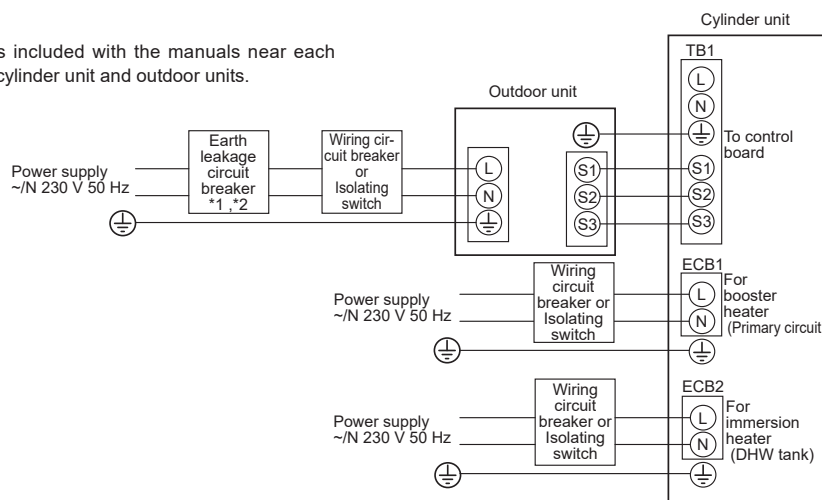 s included with the manuals near each
cylinder unit and outdoor units.
Cylinder unit
TB1
L
N
To control
board
S1
S2
S3
Outdoor unit
Power supply
~/N 230 V 50 Hz
Earth
leakage
circuit
breaker
*1 ,*2
Wiring cir-
cuit breaker
or
Isolating
switch
L
N
S1
S2
S3
Power supply
~/N 230 V 50 Hz
Wiring
circuit
breaker or
Isolating
switch
ECB1
L
N
For
booster
heater
(Primary circuit
Power supply
~/N 230 V 50 Hz
Wiring
circuit
breaker or
Isolating
switch
ECB2
L
N
For
immersion
heater
(DHW tank)